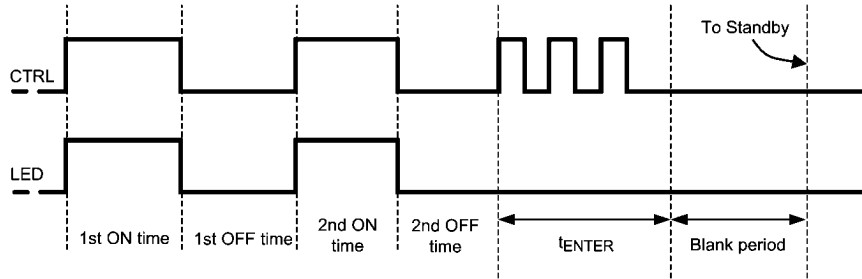 To Standby
CTRL
LED
1st ON time
1st OFF time
2nd ON
time
2nd OFF
time
tENTER
Blank period